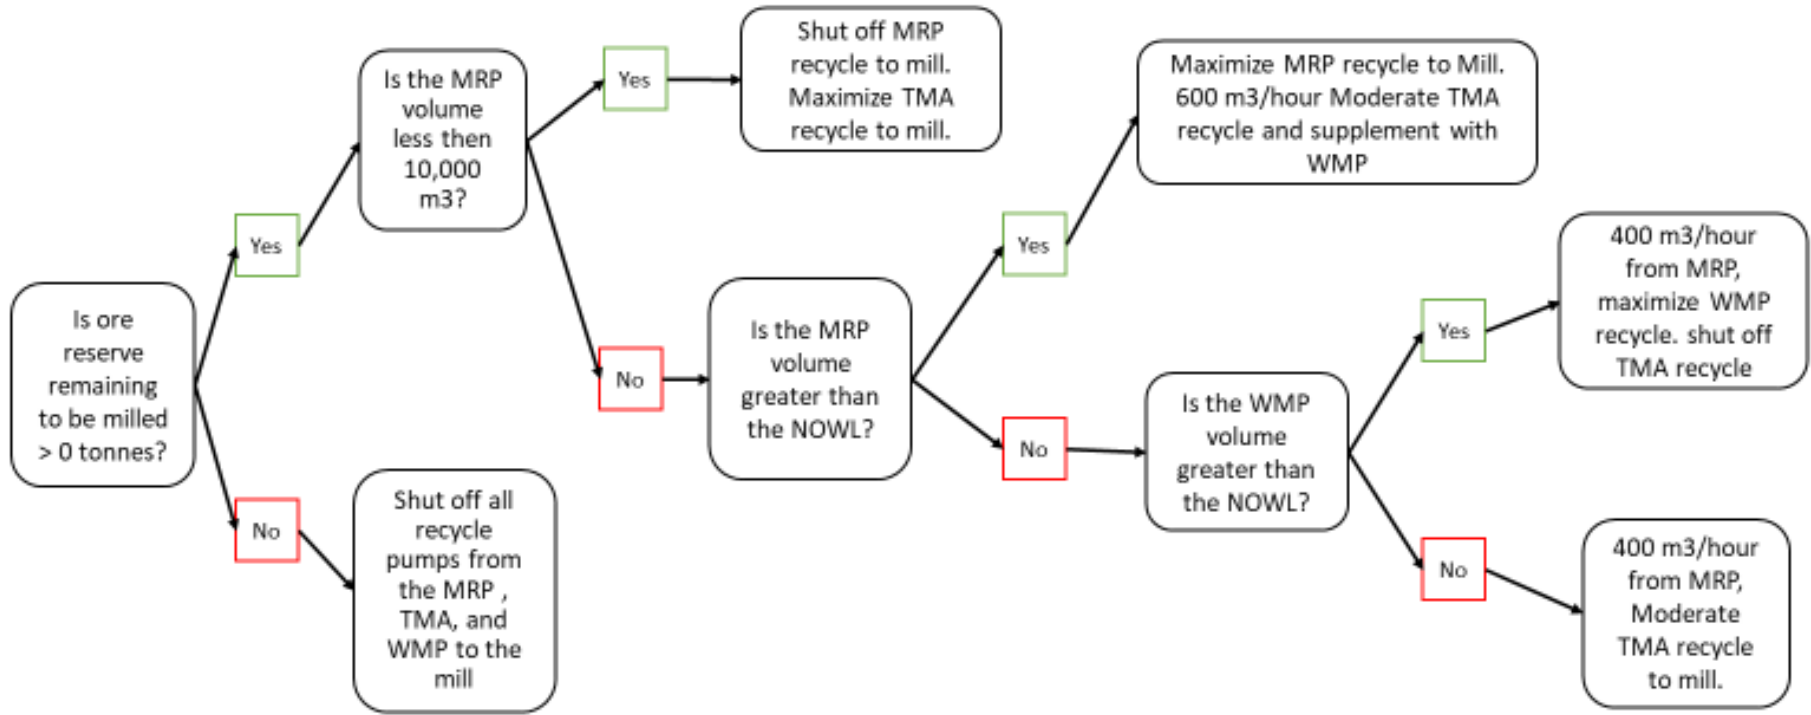 Is ore
reserve
remaining
to be milled
> 0 tonnes?
Yes
No
Is the MRP
volume
less then
10,000
m3?
Shut off all
recycle
pumps from
the MRP ,
TMA, and
WMP to the
mill
Yes
No
Shut off MRP
recycle to mill.
Maximize TMA
recycle to mill.
Is the MRP
volume
greater than
the NOWL?
Yes
No
Maximize MRP recycle to Mill.
600 m3/hour Moderate TMA
recycle and supplement with
WMP
Is the WMP
volume
greater than
the NOWL?
Yes
No
400 m3/hour
from MRP,
maximize WMP
recycle. shut off
TMA recycle
400 m3/hour
from MRP,
Moderate
TMA recycle
to mill.